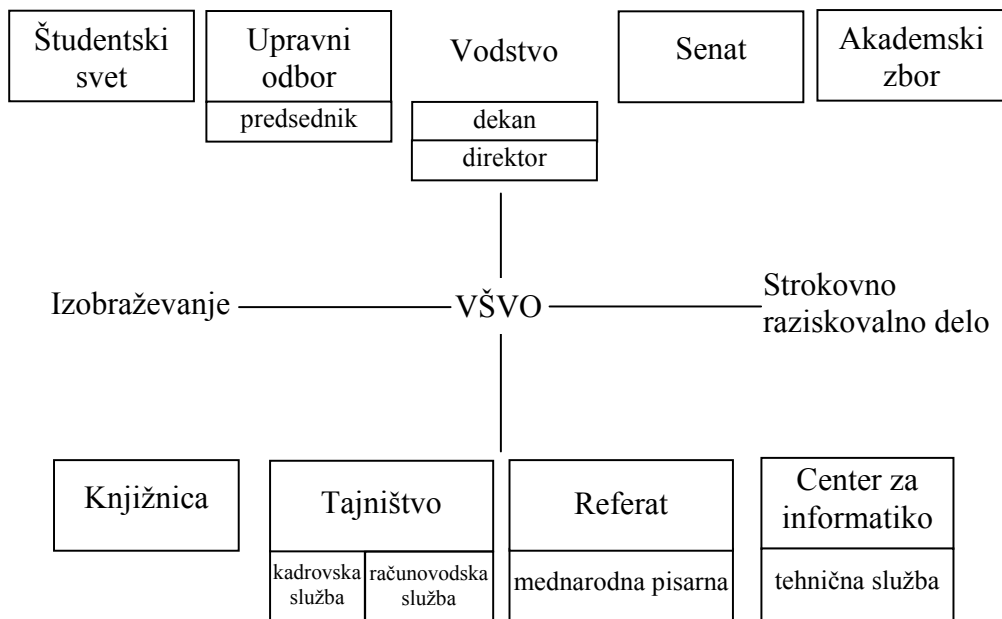 Študentski
svet
Upravni
odbor
predsednik
Vodstvo
dekan
direktor
Senat
Akademski
zbor
Izobraževanje
VŠVO
Strokovno
raziskovalno delo
Knjižnica
Tajništvo
kadrovska
služba
računovodska
služba
Referat
mednarodna pisarna
Center za
informatiko
tehnična služba